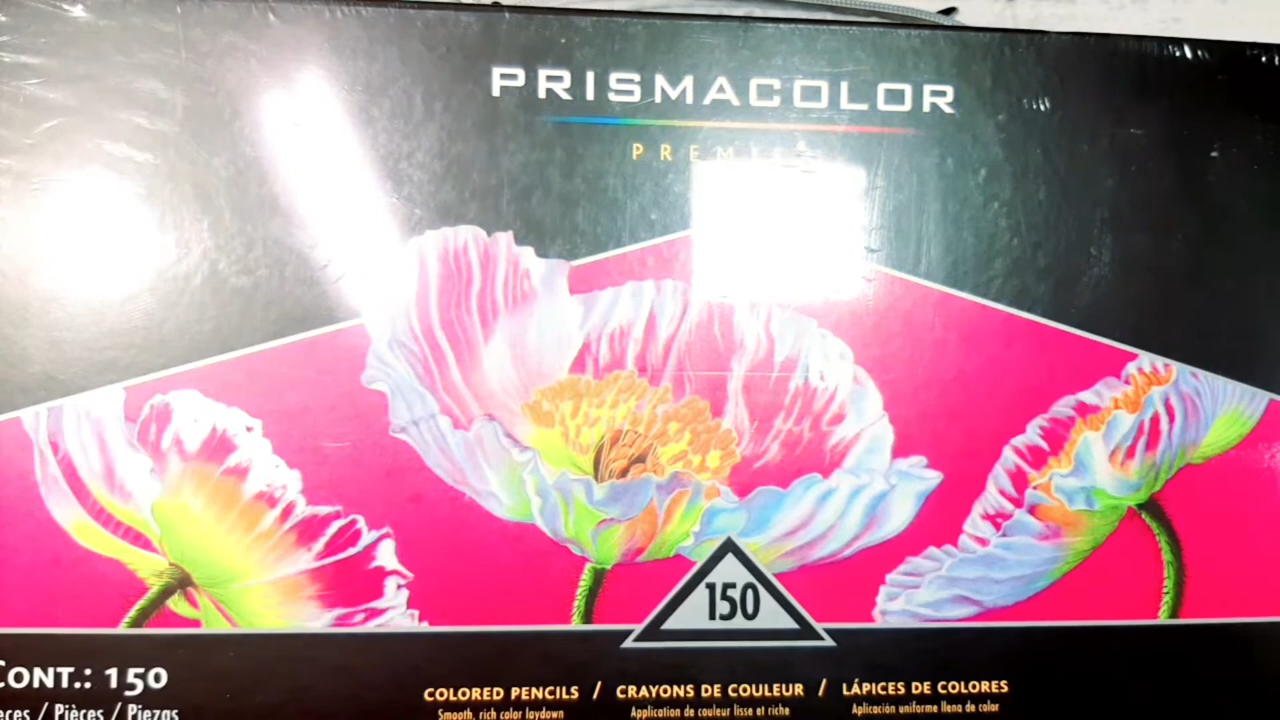 PRISMACOLOR
150
CONT.: 150
Pièces / Piezas
COLORED PENCILS / CRAYONS DE COULEUR / LÁPICES DE COLORES
Smooth, rich color laydown Application de couleur lisse et riche Aplicación uniforme llena de color